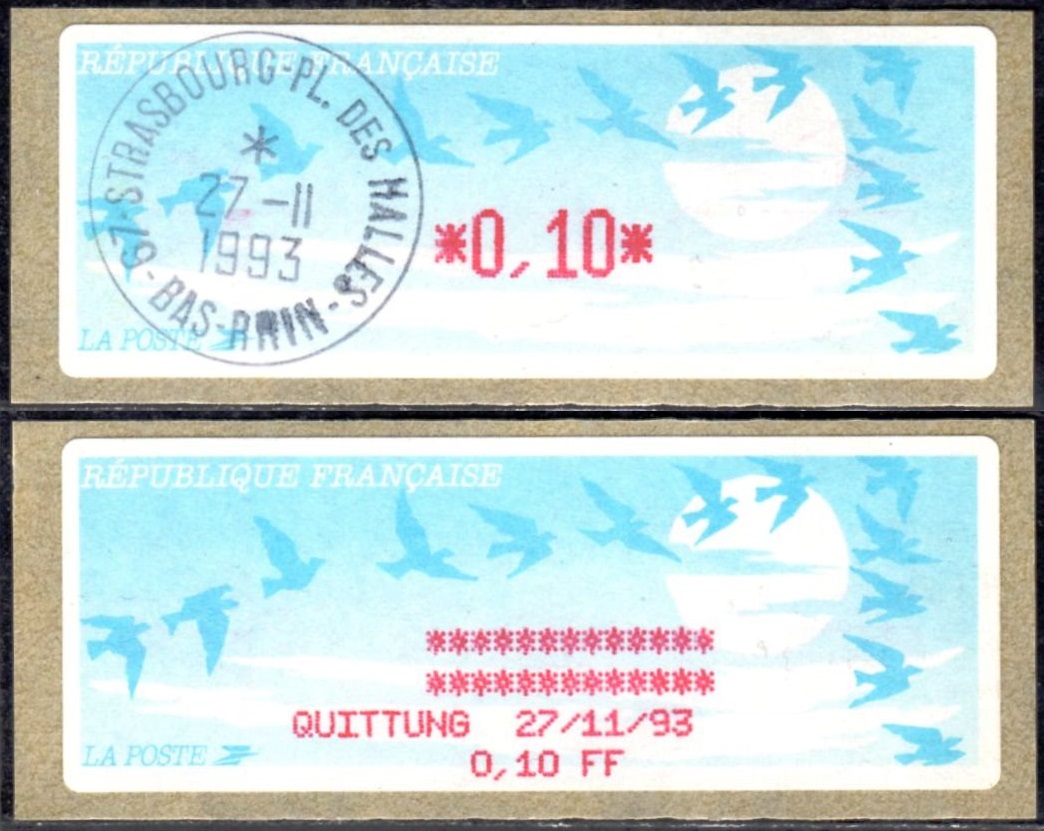 RÉPUBLIQUE FRANÇAISE
67-STRASBOURG-PL. DES HALLES-
BAS-RHIN-
*
27-11
1993
*0,10*
LA POSTE
RÉPUBLIQUE FRANÇAISE
*************
*************
QUITTUNG 27/11/93
0,10 FF
LA POSTE